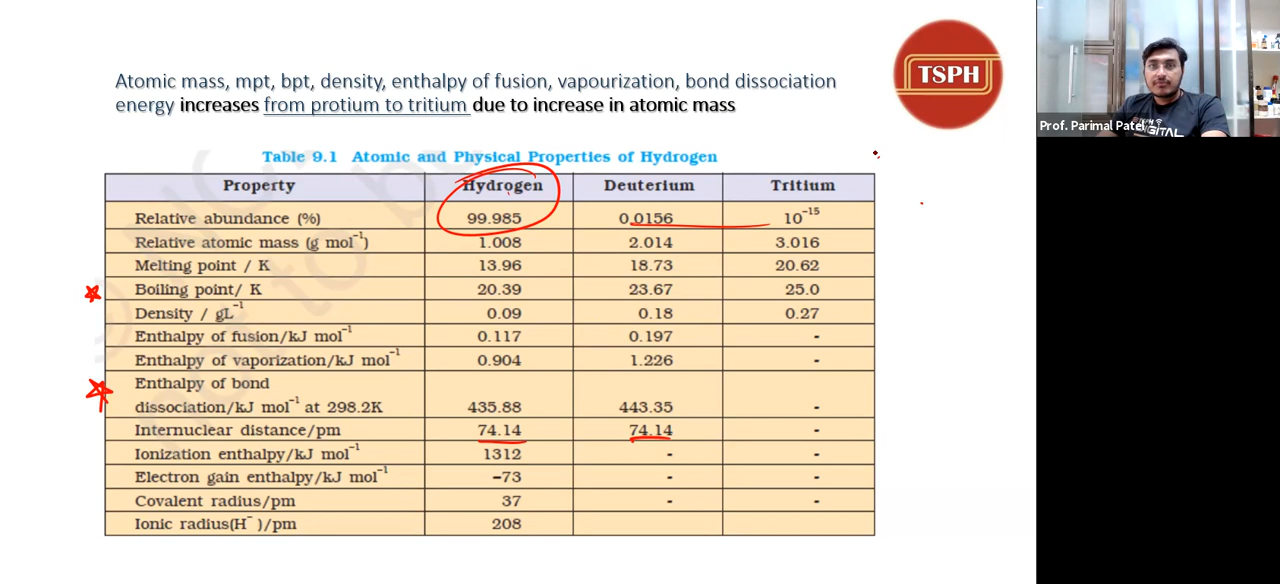 Atomic mass, mpt, bpt, density, enthalpy of fusion, vapourization, bond dissociation
energy increases from protium to tritium due to increase in atomic mass
TSPH
Prof. Parimal Patel
DIGITAL
Table 9.1 Atomic and Physical Properties of Hydrogen
Property Hydrogen Deuterium Tritium
Relative abundance (%) 99.985 0.0156 10⁻¹⁵
Relative atomic mass (g mol⁻¹) 1.008 2.014 3.016
Melting point / K 13.96 18.73 20.62
Boiling point/ K 20.39 23.67 25.0
Density / gL⁻¹ 0.09 0.18 0.27
Enthalpy of fusion/kJ mol⁻¹ 0.117 0.197 -
Enthalpy of vaporization/kJ mol⁻¹ 0.904 1.226 -
Enthalpy of bond
dissociation/kJ mol⁻¹ at 298.2K 435.88 443.35 -
Internuclear distance/pm 74.14 74.14 -
Ionization enthalpy/kJ mol⁻¹ 1312 - -
Electron gain enthalpy/kJ mol⁻¹ –73 - -
Covalent radius/pm 37 - -
Ionic radius(H⁻)/pm 208